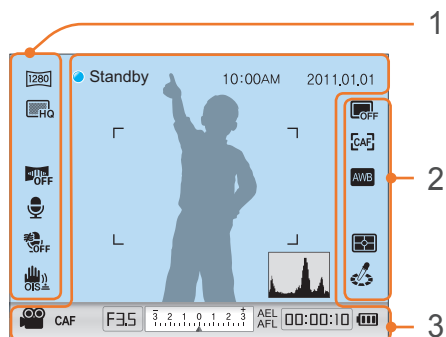 1
1280
Standby 10:00AM 2011.01.01
HQ
OFF
CAF
OFF
AWB
2
OFF
OIS
CAF F3.5 3 2 1 0 1 2 3 AEL AFL 00:00:10
3